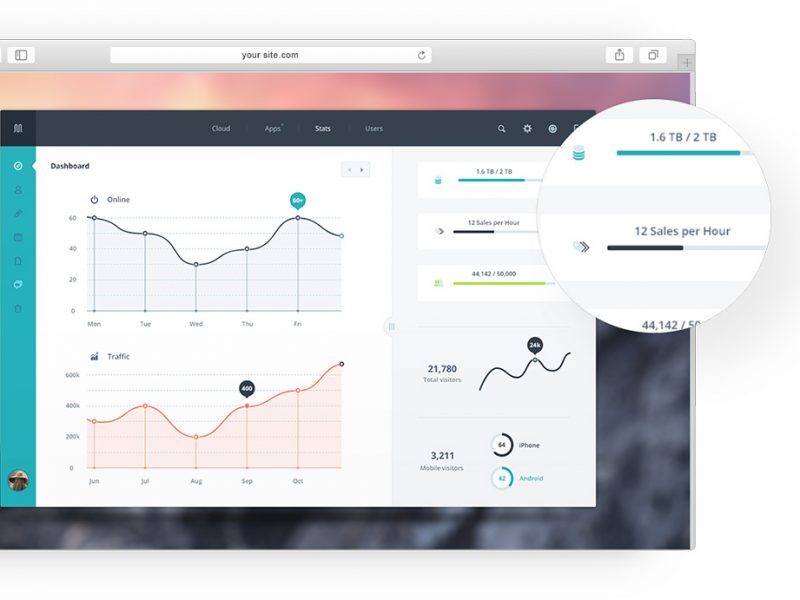 your site.com
Cloud
Apps
Stats
Users
Dashboard
1.6 TB / 2 TB
12 Sales per Hour
44,142 / 50,000
1.6 TB / 2 TB
12 Sales per Hour
44,142 / 50
Online
60+
60
40
20
0
Mon Tue Wed Thu Fri
Traffic
400
600k
400k
200k
0
Jun Jul Aug Sep Oct
24k
21,780
Total visitors
3,211
Mobile visitors
64 iPhone
42 Android